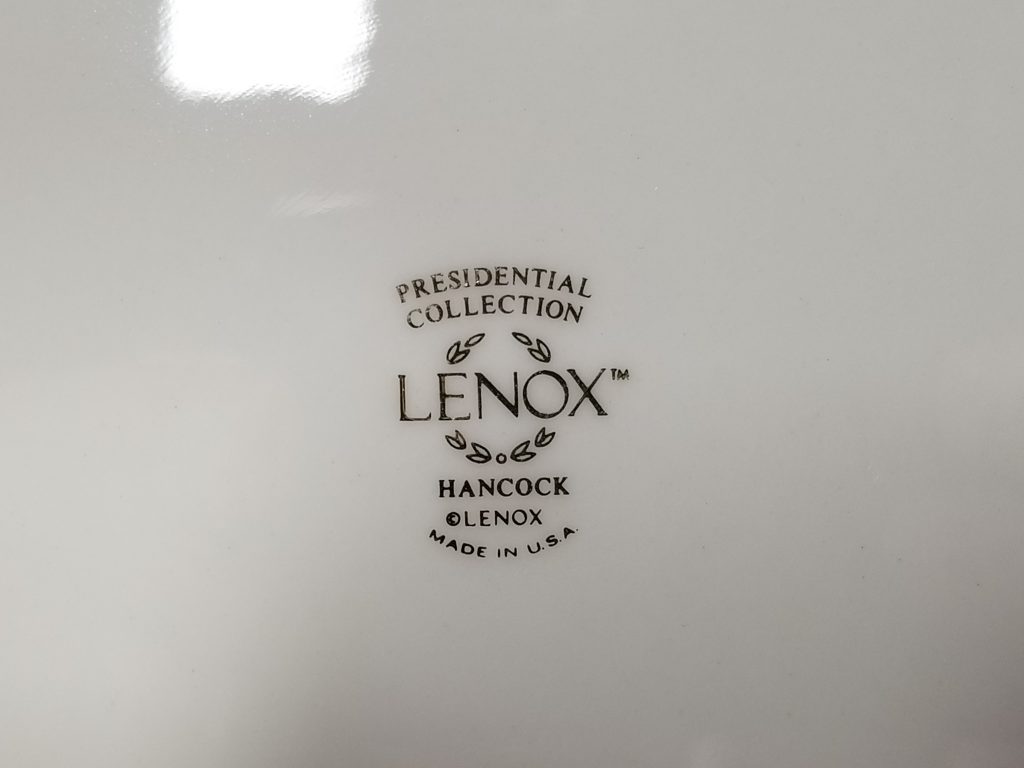 PRESIDENTIAL
COLLECTION
LENOX™
HANCOCK
©LENOX
MADE IN U.S.A.